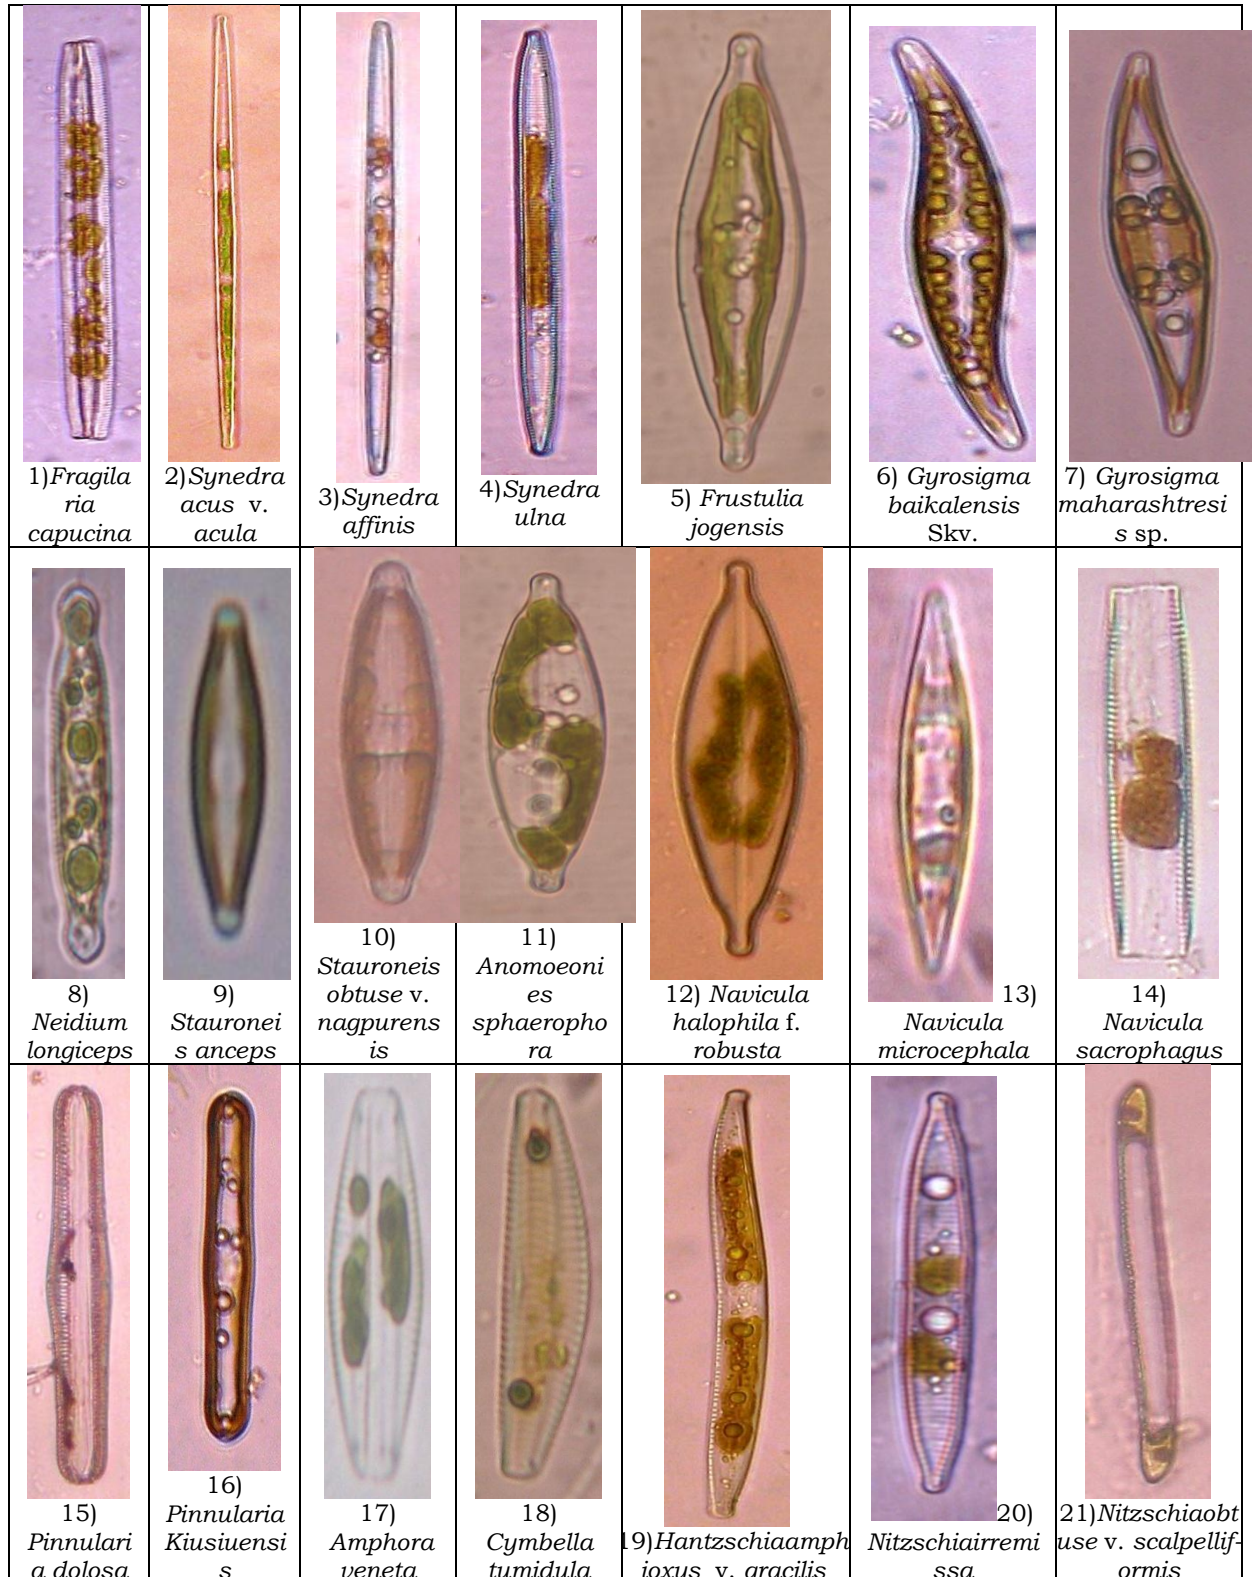 1)Fragila
ria
capucina
2)Synedra
acus v.
acula
3)Synedra
affinis
4)Synedra
ulna
5) Frustulia
jogensis
6) Gyrosigma
baikalensis
Skv.
7) Gyrosigma
maharashtresi
s sp.
8)
Neidium
longiceps
9)
Stauronei
s anceps
10)
Stauroneis
obtuse v.
nagpurens
is
11)
Anomoeoni
es
sphaeropho
ra
12) Navicula
halophila f.
robusta
13)
Navicula
microcephala
14)
Navicula
sacrophagus
15)
Pinnulari
a dolosa
16)
Pinnularia
Kiusiuensi
s
17)
Amphora
veneta
18)
Cymbella
tumidula
19)Hantzschiaamph
ioxus v. gracilis
20)
Nitzschiairremi
ssa
21)Nitzschiaobt
use v. scalpellif-
ormis